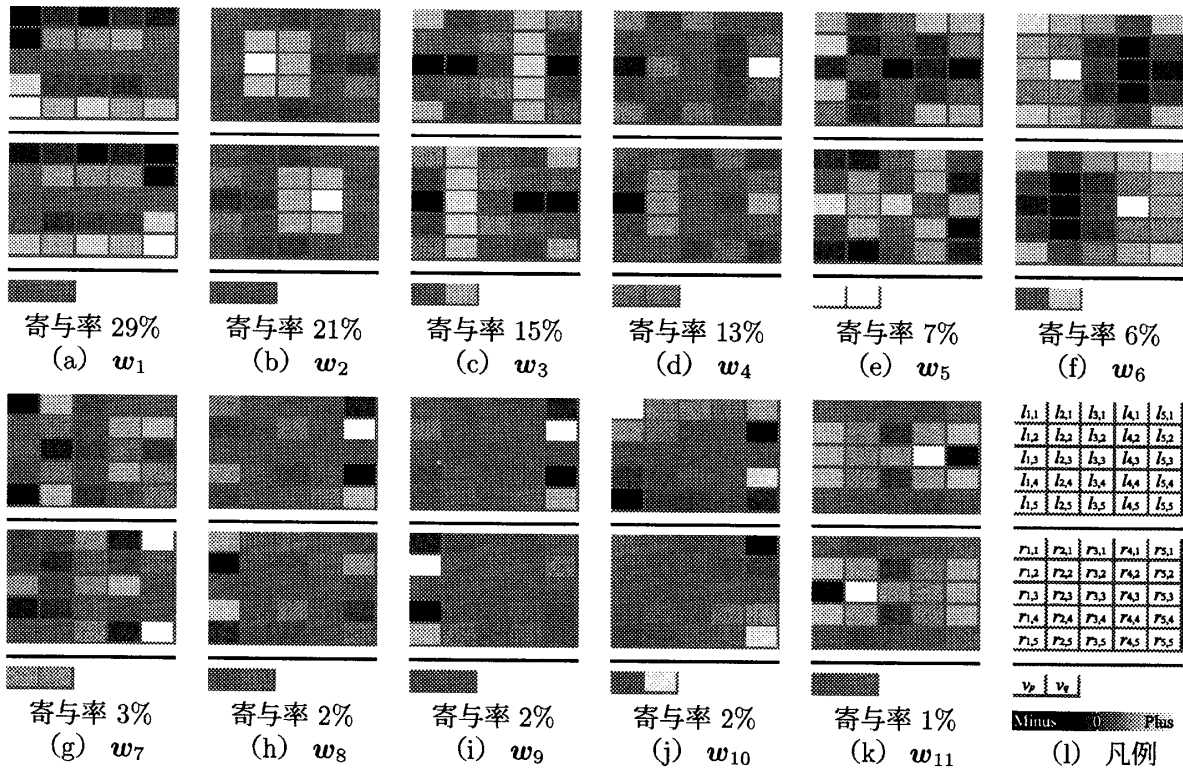 寄与率 29%
(a) w1
寄与率 21%
(b) w2
寄与率 15%
(c) w3
寄与率 13%
(d) w4
寄与率 7%
(e) w5
寄与率 6%
(f) w6
寄与率 3%
(g) w7
寄与率 2%
(h) w8
寄与率 2%
(i) w9
寄与率 2%
(j) w10
寄与率 1%
(k) w11
l1,1 l2,1 l3,1 l4,1 l5,1
l1,2 l2,2 l3,2 l4,2 l5,2
l1,3 l2,3 l3,3 l4,3 l5,3
l1,4 l2,4 l3,4 l4,4 l5,4
l1,5 l2,5 l3,5 l4,5 l5,5
r1,1 r2,1 r3,1 r4,1 r5,1
r1,2 r2,2 r3,2 r4,2 r5,2
r1,3 r2,3 r3,3 r4,3 r5,3
r1,4 r2,4 r3,4 r4,4 r5,4
r1,5 r2,5 r3,5 r4,5 r5,5
vp vq
Minus 0 Plus
(l) 凡例